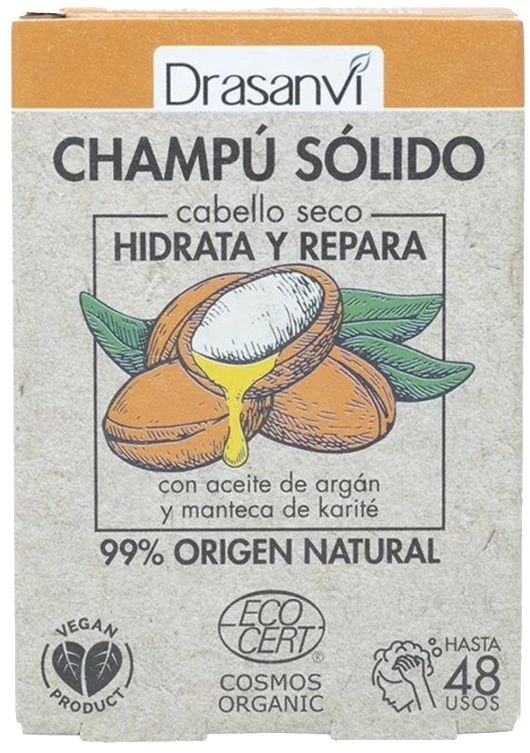 Drasanvi
CHAMPÚ SÓLIDO
cabello seco
HIDRATA Y REPARA
con aceite de argán
y manteca de karité
99% ORIGEN NATURAL
VEGAN
PRODUCT
ECO
CERT
®
COSMOS
ORGANIC
HASTA
48
USOS